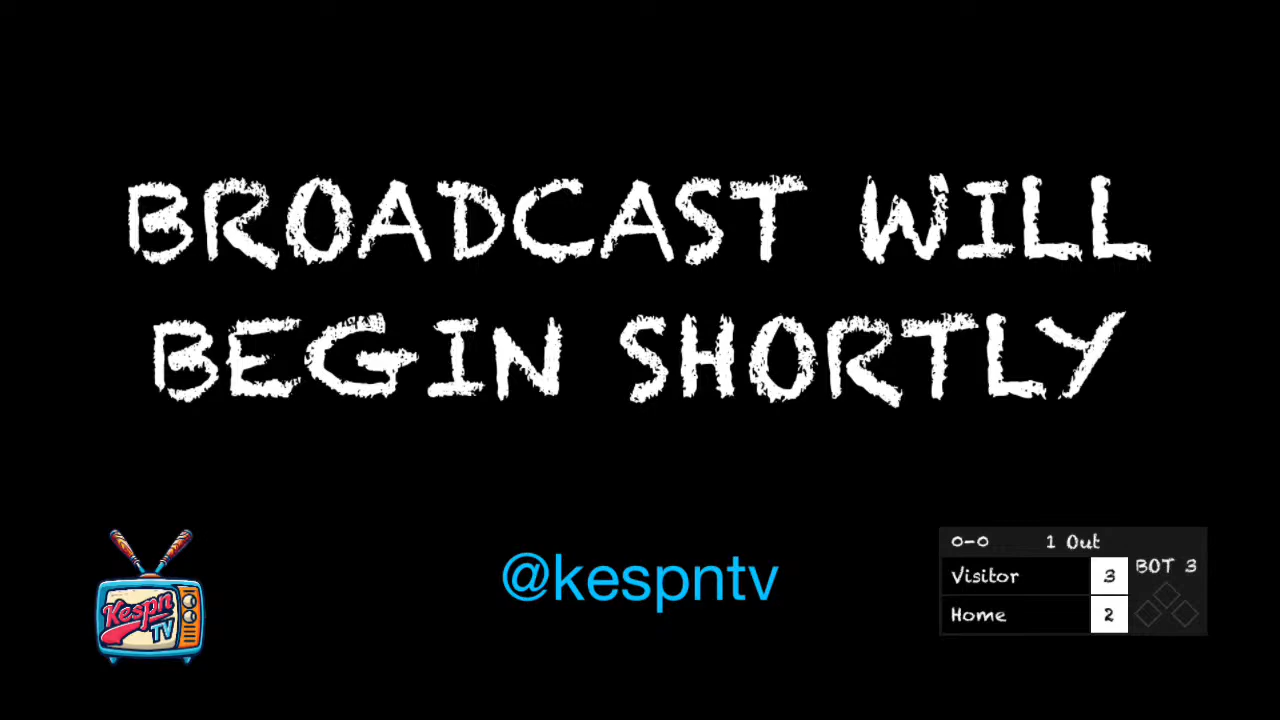 BROADCAST WILL
BEGIN SHORTLY
Kespn
TV
@kespntv
0-0 1 Out
Visitor 3 BOT 3
Home 2